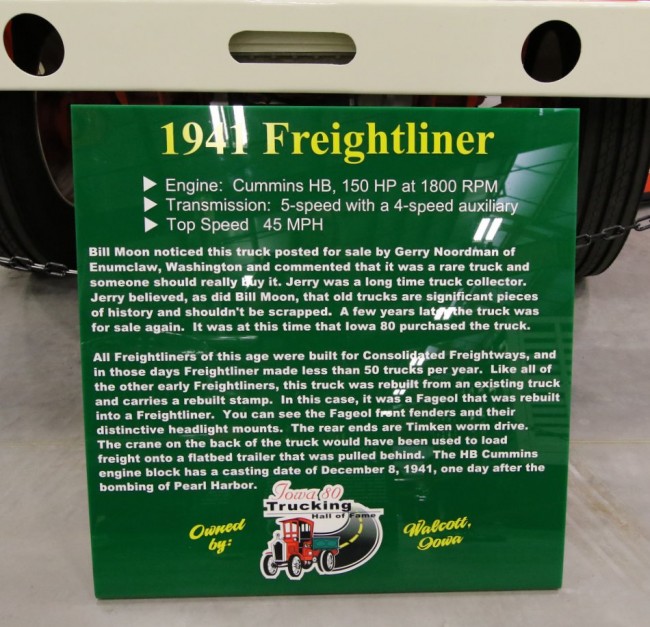 1941 Freightliner
▶ Engine: Cummins HB, 150 HP at 1800 RPM
▶ Transmission: 5-speed with a 4-speed auxiliary
▶ Top Speed 45 MPH
Bill Moon noticed this truck posted for sale by Gerry Noordman of
Enumclaw, Washington and commented that it was a rare truck and
someone should really buy it. Jerry was a long time truck collector.
Jerry believed, as did Bill Moon, that old trucks are significant pieces
of history and shouldn't be scrapped. A few years later the truck was
for sale again. It was at this time that Iowa 80 purchased the truck.
All Freightliners of this age were built for Consolidated Freightways, and
in those days Freightliner made less than 50 trucks per year. Like all of
the other early Freightliners, this truck was rebuilt from an existing truck
and carries a rebuilt stamp. In this case, it was a Fageol that was rebuilt
into a Freightliner. You can see the Fageol front fenders and their
distinctive headlight mounts. The rear ends are Timken worm drive.
The crane on the back of the truck would have been used to load
freight onto a flatbed trailer that was pulled behind. The HB Cummins
engine block has a casting date of December 8, 1941, one day after the
bombing of Pearl Harbor.
Iowa 80
Trucking
Hall of Fame
Owned
by:
Walcott,
Iowa